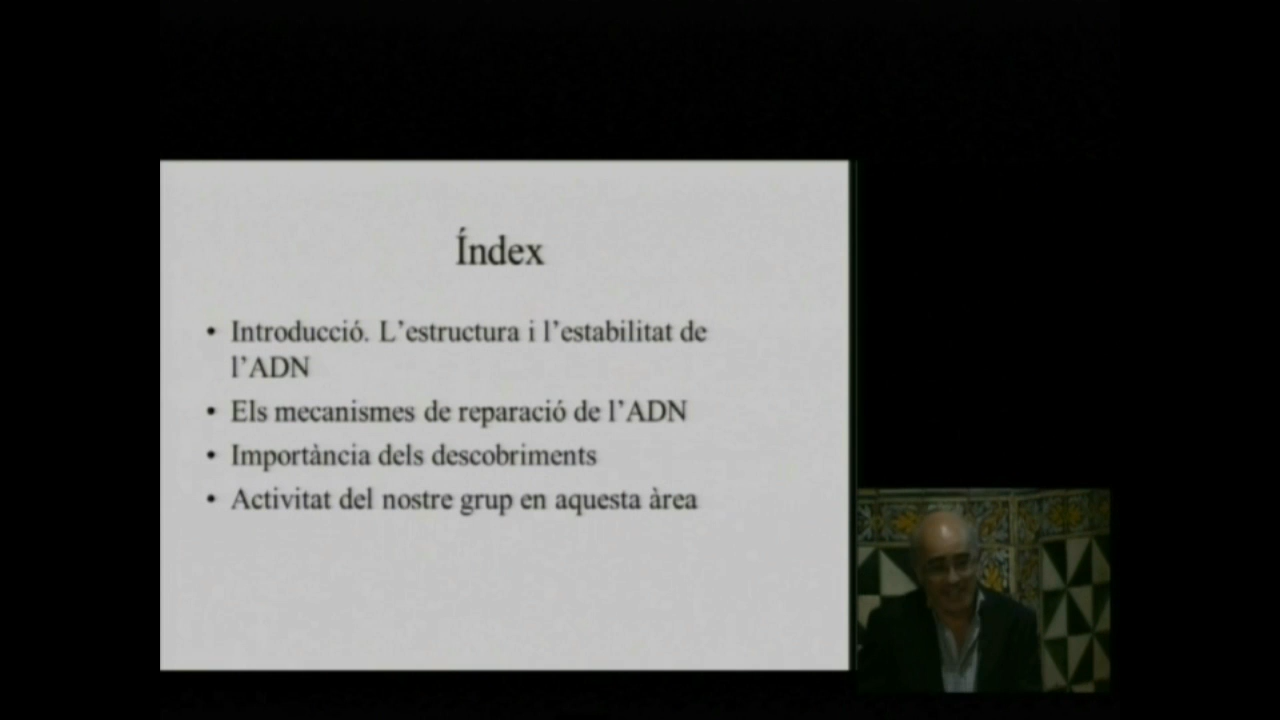 Índex
• Introducció. L’estructura i l’estabilitat de
l’ADN
• Els mecanismes de reparació de l’ADN
• Importància dels descobriments
• Activitat del nostre grup en aquesta àrea